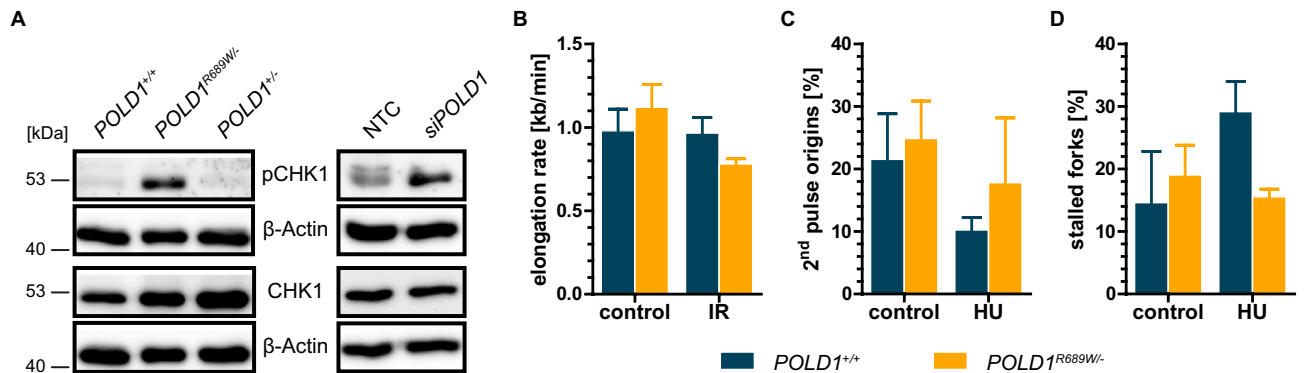 A
[kDa]
POLD1+/+
POLD1R689W/-
POLD1+/-
NTC
siPOLD1
53
pCHK1
40
β-Actin
53
CHK1
40
β-Actin
B
elongation rate [kb/min]
1.5
1.0
0.5
0.0
control
IR
C
2nd pulse origins [%]
40
30
20
10
0
control
HU
D
stalled forks [%]
40
30
20
10
0
control
HU
POLD1+/+
POLD1R689W/-